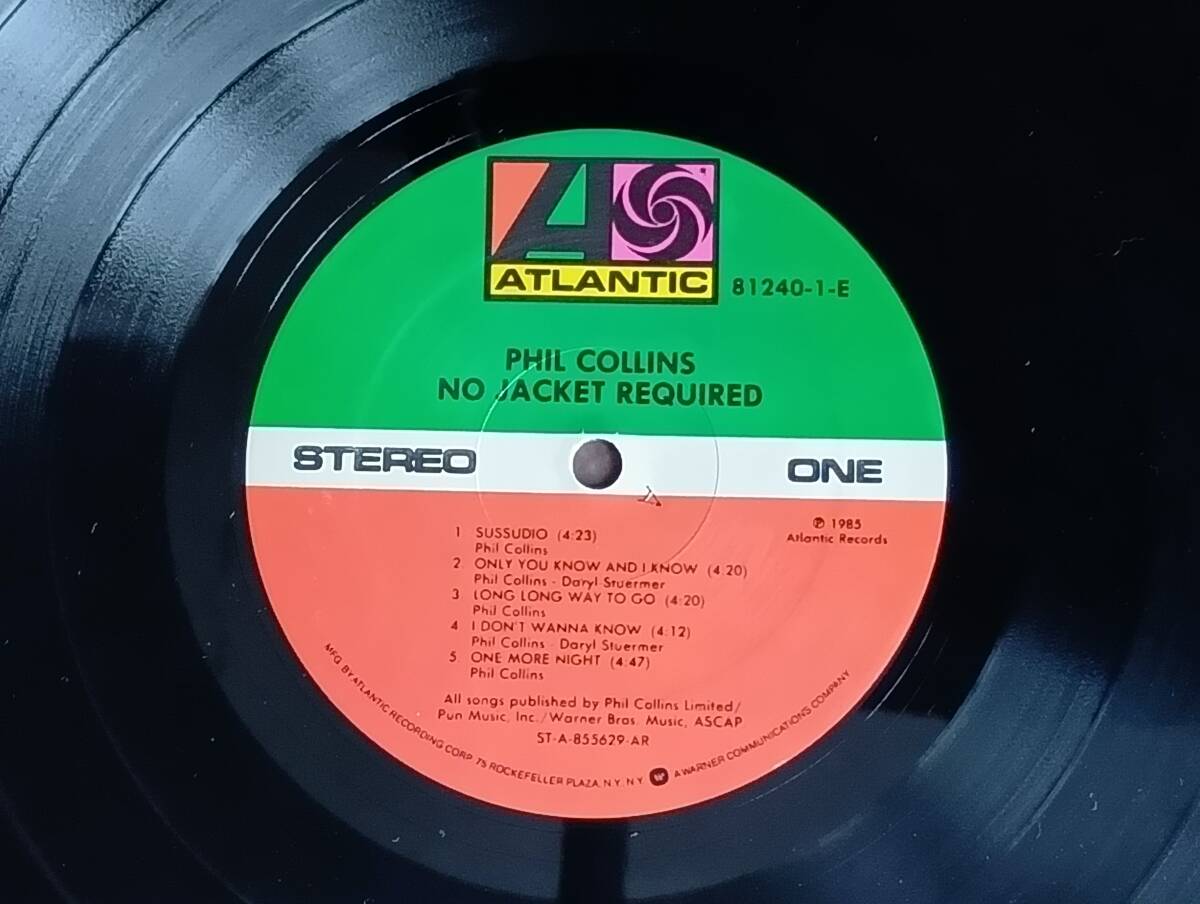 ATLANTIC
81240-1-E
PHIL COLLINS
NO JACKET REQUIRED
STEREO
ONE
℗ 1985
Atlantic Records
1 SUSSUDIO (4:23)
Phil Collins
2. ONLY YOU KNOW AND I KNOW (4:20)
Phil Collins - Daryl Stuermer
3. LONG LONG WAY TO GO (4:20)
Phil Collins
4 I DON'T WANNA KNOW (4:12)
Phil Collins - Daryl Stuermer
5. ONE MORE NIGHT (4:47)
Phil Collins
All songs published by Phil Collins Limited/
Pun Music, Inc./Warner Bros. Music, ASCAP
ST-A-855629-AR
MFG. BY ATLANTIC RECORDING CORP. 75 ROCKEFELLER PLAZA, N.Y. N.Y. A WARNER COMMUNICATIONS COMPANY